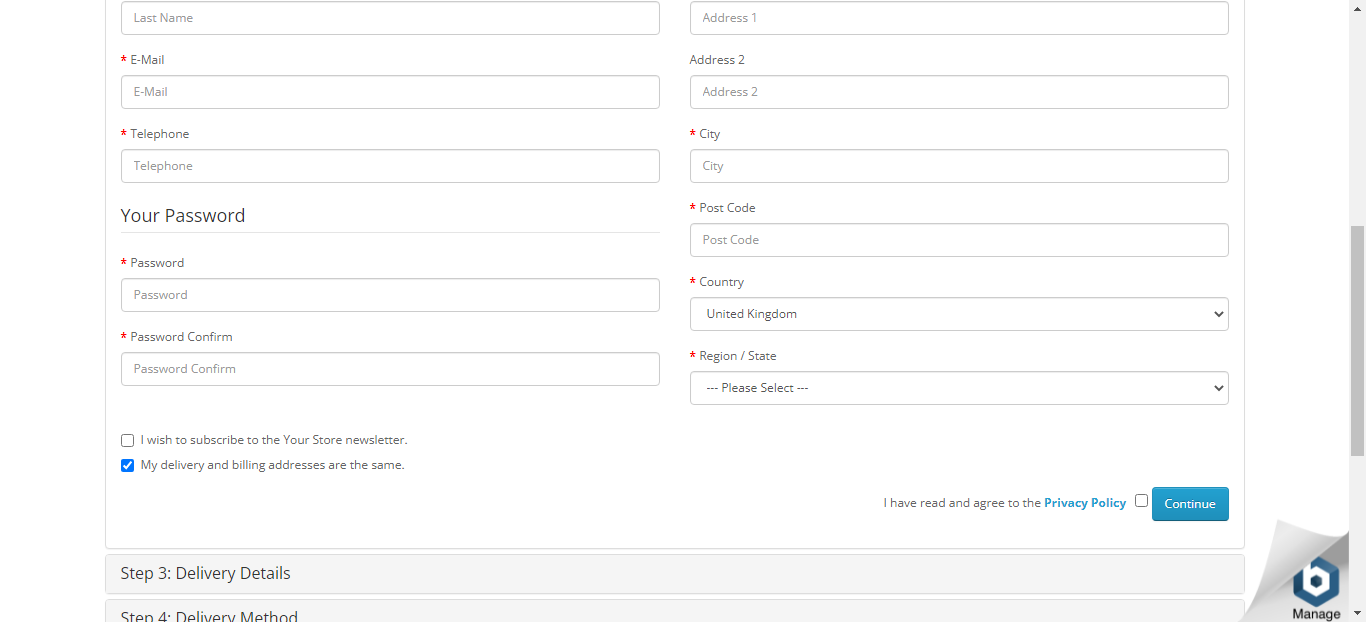 Last Name
* E-Mail
E-Mail
* Telephone
Telephone
Your Password
* Password
Password
* Password Confirm
Password Confirm
Address 1
Address 2
Address 2
* City
City
* Post Code
Post Code
* Country
United Kingdom
* Region / State
--- Please Select ---
I wish to subscribe to the Your Store newsletter.
My delivery and billing addresses are the same.
I have read and agree to the Privacy Policy
Continue
Step 3: Delivery Details
Step 4: Delivery Method
b
Manage